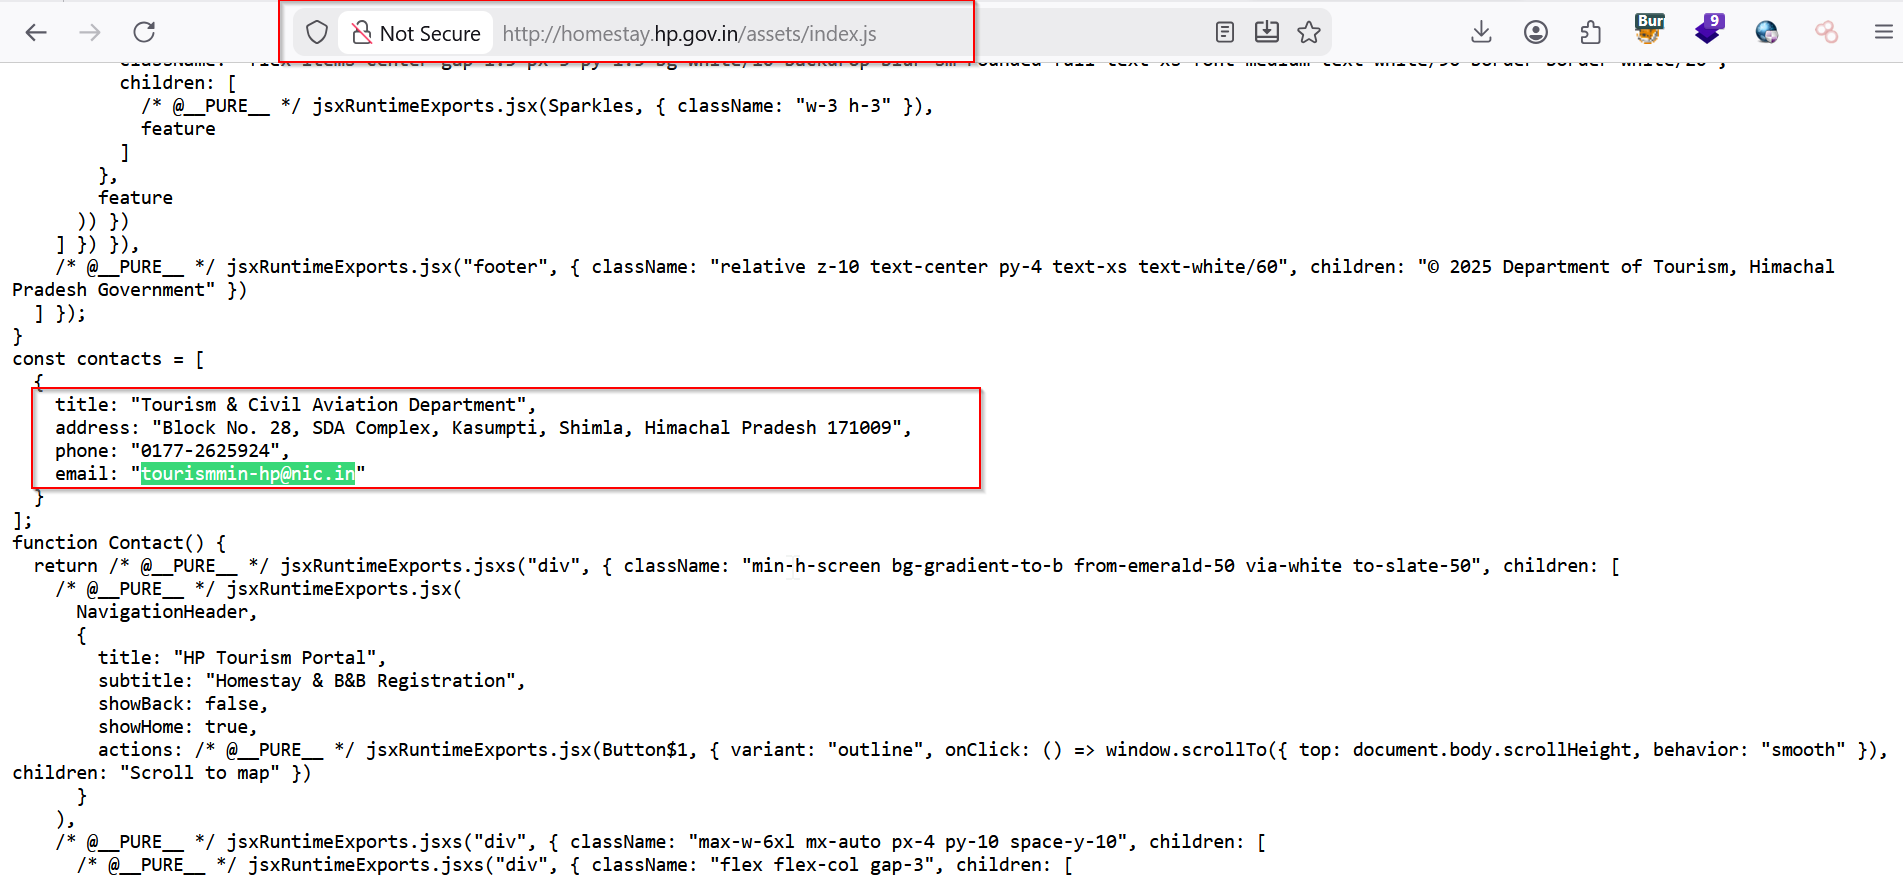 Not Secure http://homestay.hp.gov.in/assets/index.js Bur 9
children: [
/* @__PURE__ */ jsxRuntimeExports.jsx(Sparkles, { className: "w-3 h-3" }),
feature
]
},
feature
)) })
] }) }),
/* @__PURE__ */ jsxRuntimeExports.jsx("footer", { className: "relative z-10 text-center py-4 text-xs text-white/60", children: "© 2025 Department of Tourism, Himachal
Pradesh Government" })
] });
}
const contacts = [
{
title: "Tourism & Civil Aviation Department",
address: "Block No. 28, SDA Complex, Kasumpti, Shimla, Himachal Pradesh 171009",
phone: "0177-2625924",
email: "tourismmin-hp@nic.in"
}
];
function Contact() {
return /* @__PURE__ */ jsxRuntimeExports.jsxs("div", { className: "min-h-screen bg-gradient-to-b from-emerald-50 via-white to-slate-50", children: [
/* @__PURE__ */ jsxRuntimeExports.jsx(
NavigationHeader,
{
title: "HP Tourism Portal",
subtitle: "Homestay & B&B Registration",
showBack: false,
showHome: true,
actions: /* @__PURE__ */ jsxRuntimeExports.jsx(Button$1, { variant: "outline", onClick: () => window.scrollTo({ top: document.body.scrollHeight, behavior: "smooth" }),
children: "Scroll to map" })
}
),
/* @__PURE__ */ jsxRuntimeExports.jsxs("div", { className: "max-w-6xl mx-auto px-4 py-10 space-y-10", children: [
/* @__PURE__ */ jsxRuntimeExports.jsxs("div", { className: "flex flex-col gap-3", children: [